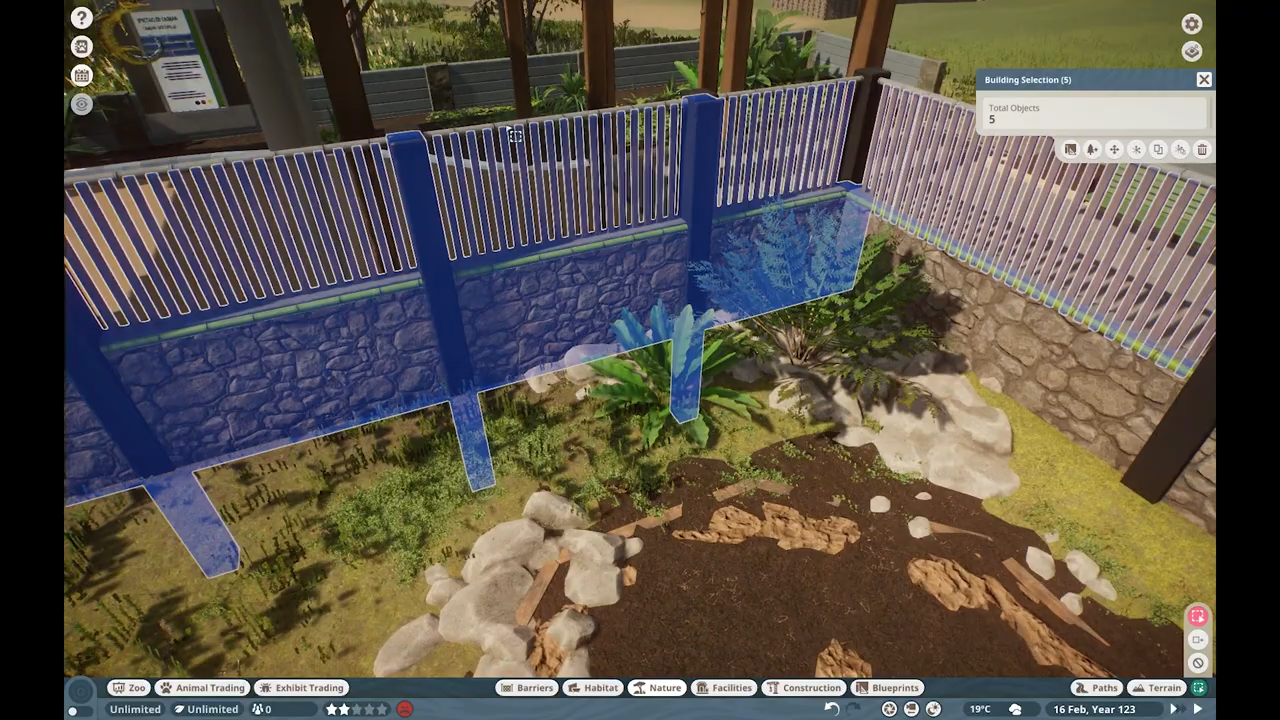 Building Selection (5)
Total Objects
5
Zoo
Animal Trading
Exhibit Trading
Barriers
Habitat
Nature
Facilities
Construction
Blueprints
Paths
Terrain
Unlimited
Unlimited
0
19°C
16 Feb, Year 123